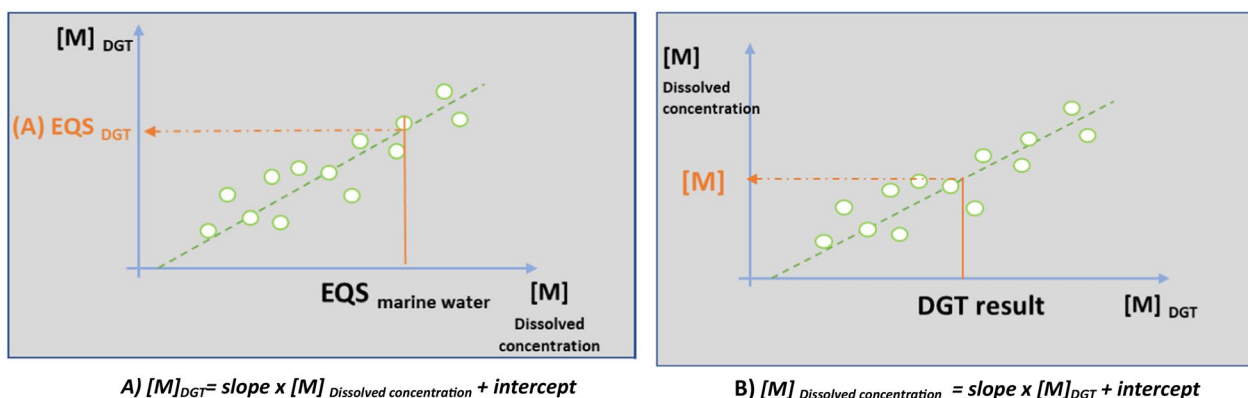 [M] DGT
(A) EQS DGT
EQS marine water
[M]
Dissolved
concentration
A) [M]DGT= slope x [M] Dissolved concentration + intercept
[M]
Dissolved
concentration
[M]
DGT result
[M] DGT
B) [M] Dissolved concentration = slope x [M]DGT + intercept